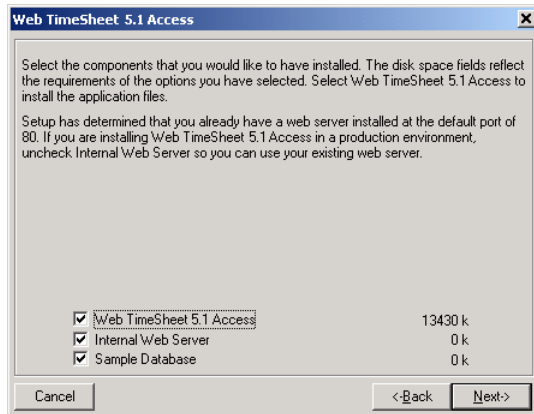 Web TimeSheet 5.1 Access
Select the components that you would like to have installed. The disk space fields reflect
the requirements of the options you have selected. Select Web TimeSheet 5.1 Access to
install the application files.
Setup has determined that you already have a web server installed at the default port of
80. If you are installing Web TimeSheet 5.1 Access in a production environment,
uncheck Internal Web Server so you can use your existing web server.
Web TimeSheet 5.1 Access 13430 k
Internal Web Server 0 k
Sample Database 0 k
Cancel <-Back Next->